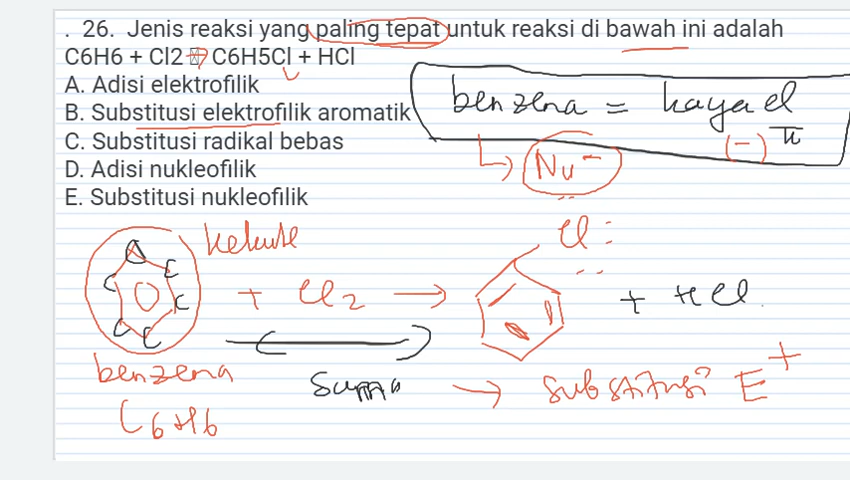 . 26. Jenis reaksi yang paling tepat untuk reaksi di bawah ini adalah
C6H6 + Cl2 → C6H5Cl + HCl
A. Adisi elektrofilik
B. Substitusi elektrofilik aromatik
C. Substitusi radikal bebas
D. Adisi nukleofilik
E. Substitusi nukleofilik
benzena = kaya el π
(-)
Nu-
Kekule
Cl
C C C C C
+ Cl2 → + HCl
benzena
C6H6
→ substitusi E+